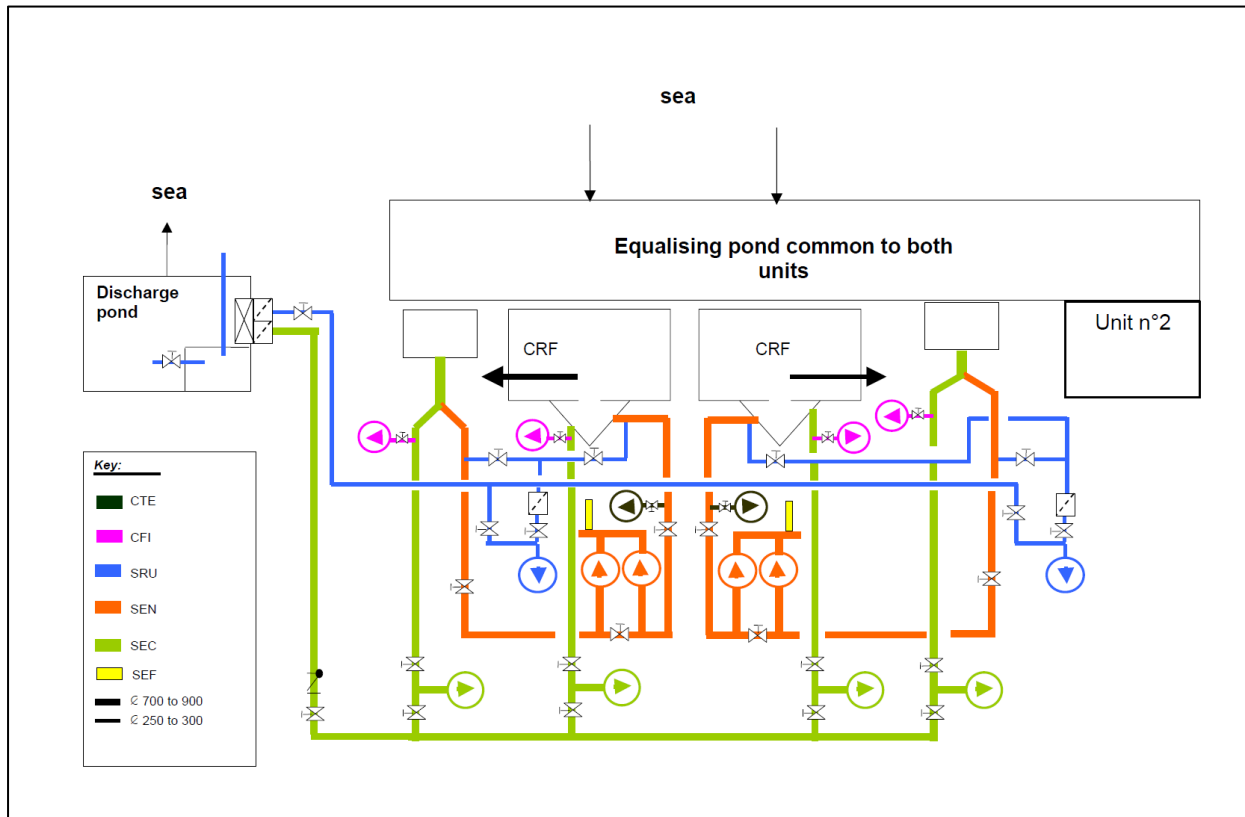 sea
sea
Equalising pond common to both
units
Discharge
pond
Unit n°2
CRF
CRF
Key:
CTE
CFI
SRU
SEN
SEC
SEF
700 to 900
250 to 300